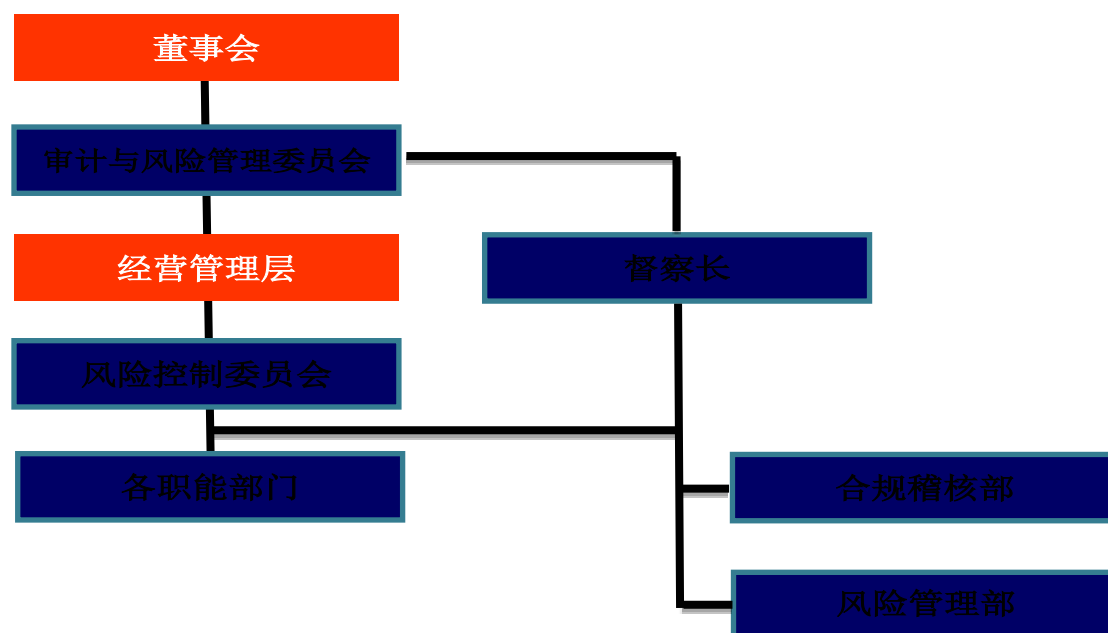 董事会
审计与风险管理委员会
经营管理层
督察长
风险控制委员会
各职能部门
合规稽核部
风险管理部